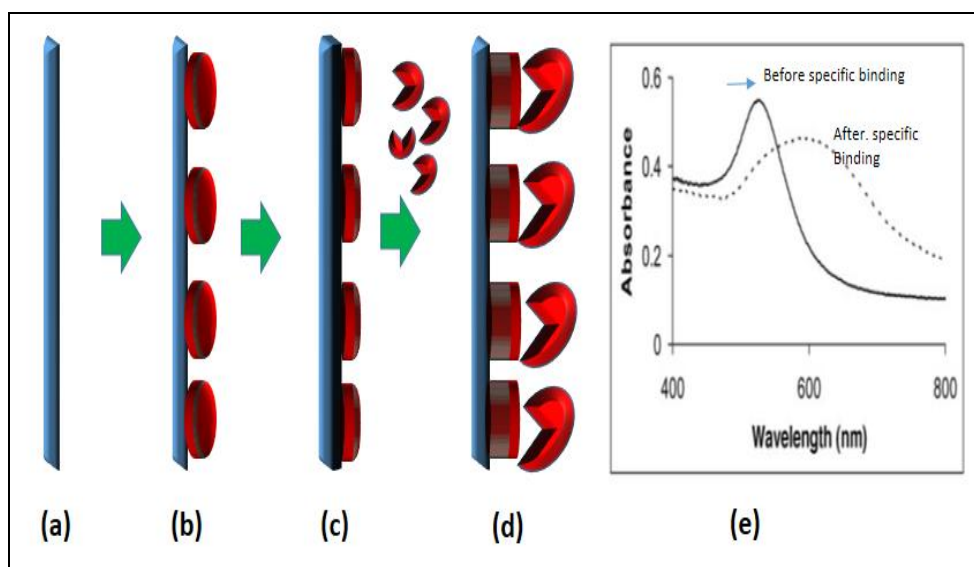 Before specific binding
After. specific
Binding
0.6
0.4
0.2
0
Absorbance
400
600
800
Wavelength (nm)
(a)
(b)
(c)
(d)
(e)